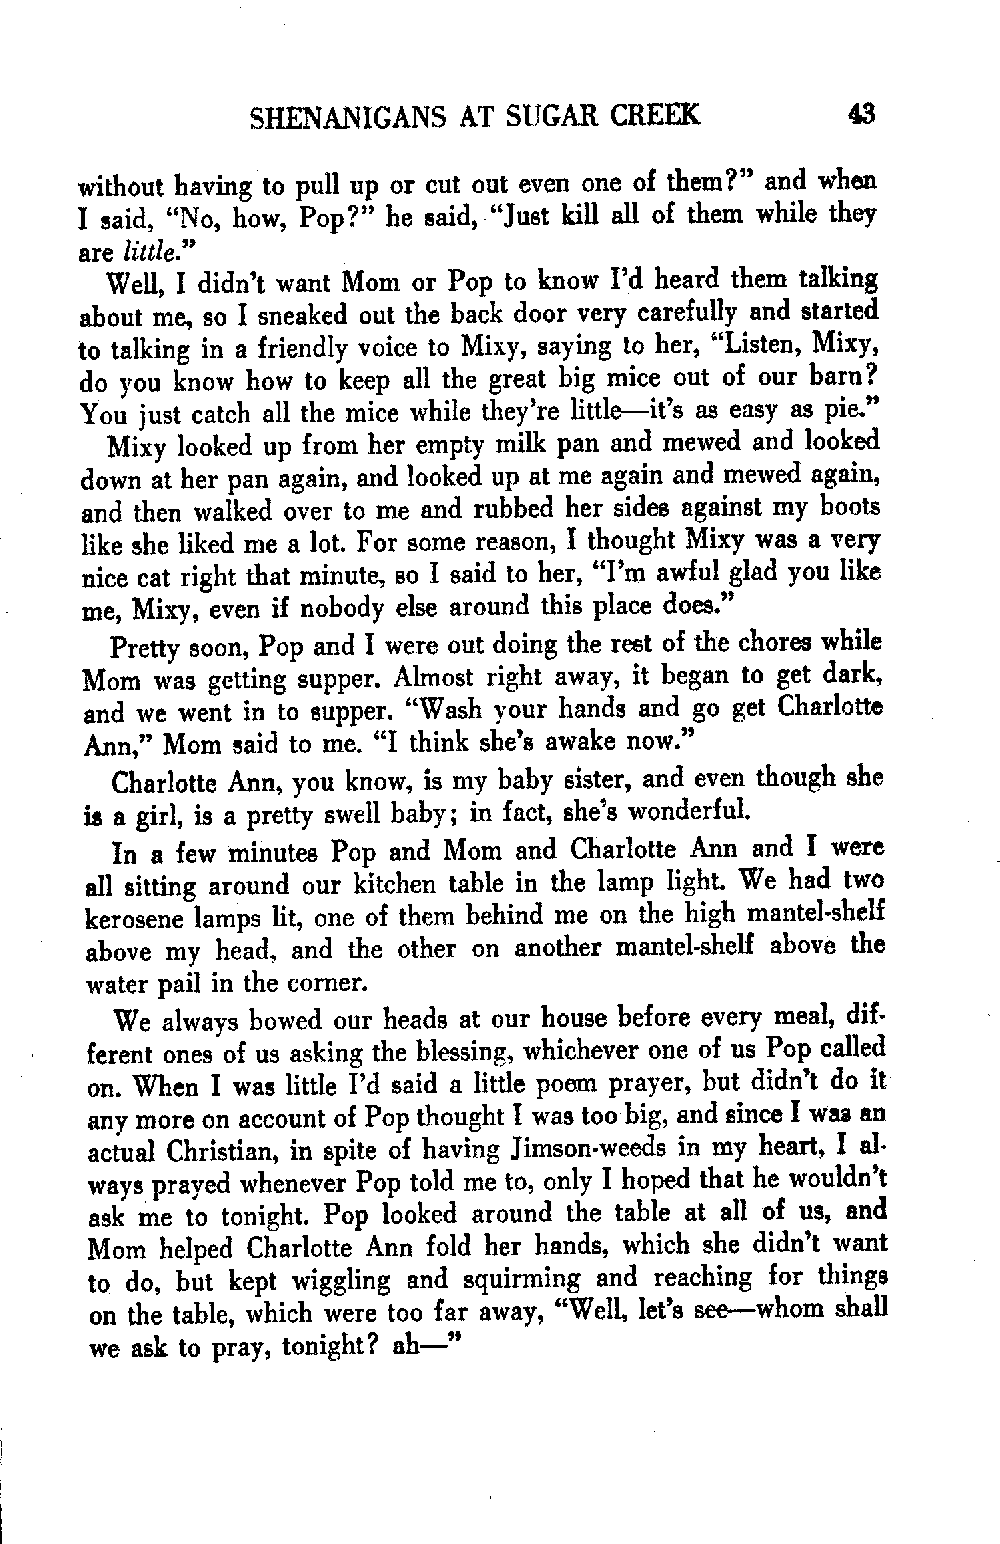 SHENANIGANS AT SUGAR CREEK 43
without having to pull up or cut out even one of them?” and when
I said, “No, how, Pop?” he said, “Just kill all of them while they
are little.”
Well, I didn’t want Mom or Pop to know I’d heard them talking
about me, so I sneaked out the back door very carefully and started
to talking in a friendly voice to Mixy, saying to her, “Listen, Mixy,
do you know how to keep all the great big mice out of our barn?
You just catch all the mice while they’re little—it’s as easy as pie.”
Mixy looked up from her empty milk pan and mewed and looked
down at her pan again, and looked up at me again and mewed again,
and then walked over to me and rubbed her sides against my boots
like she liked me a lot. For some reason, I thought Mixy was a very
nice cat right that minute, so I said to her, “I’m awful glad you like
me, Mixy, even if nobody else around this place does.”
Pretty soon, Pop and I were out doing the rest of the chores while
Mom was getting supper. Almost right away, it began to get dark,
and we went in to supper. “Wash your hands and go get Charlotte
Ann,” Mom said to me. “I think she’s awake now.”
Charlotte Ann, you know, is my baby sister, and even though she
is a girl, is a pretty swell baby; in fact, she’s wonderful.
In a few minutes Pop and Mom and Charlotte Ann and I were
all sitting around our kitchen table in the lamp light. We had two
kerosene lamps lit, one of them behind me on the high mantel-shelf
above my head, and the other on another mantel-shelf above the
water pail in the corner.
We always bowed our heads at our house before every meal, dif-
ferent ones of us asking the blessing, whichever one of us Pop called
on. When I was little I’d said a little poem prayer, but didn’t do it
any more on account of Pop thought I was too big, and since I was an
actual Christian, in spite of having Jimson-weeds in my heart, I al-
ways prayed whenever Pop told me to, only I hoped that he wouldn’t
ask me to tonight. Pop looked around the table at all of us, and
Mom helped Charlotte Ann fold her hands, which she didn’t want
to do, but kept wiggling and squirming and reaching for things
on the table, which were too far away, “Well, let’s see—whom shall
we ask to pray, tonight? ah—”